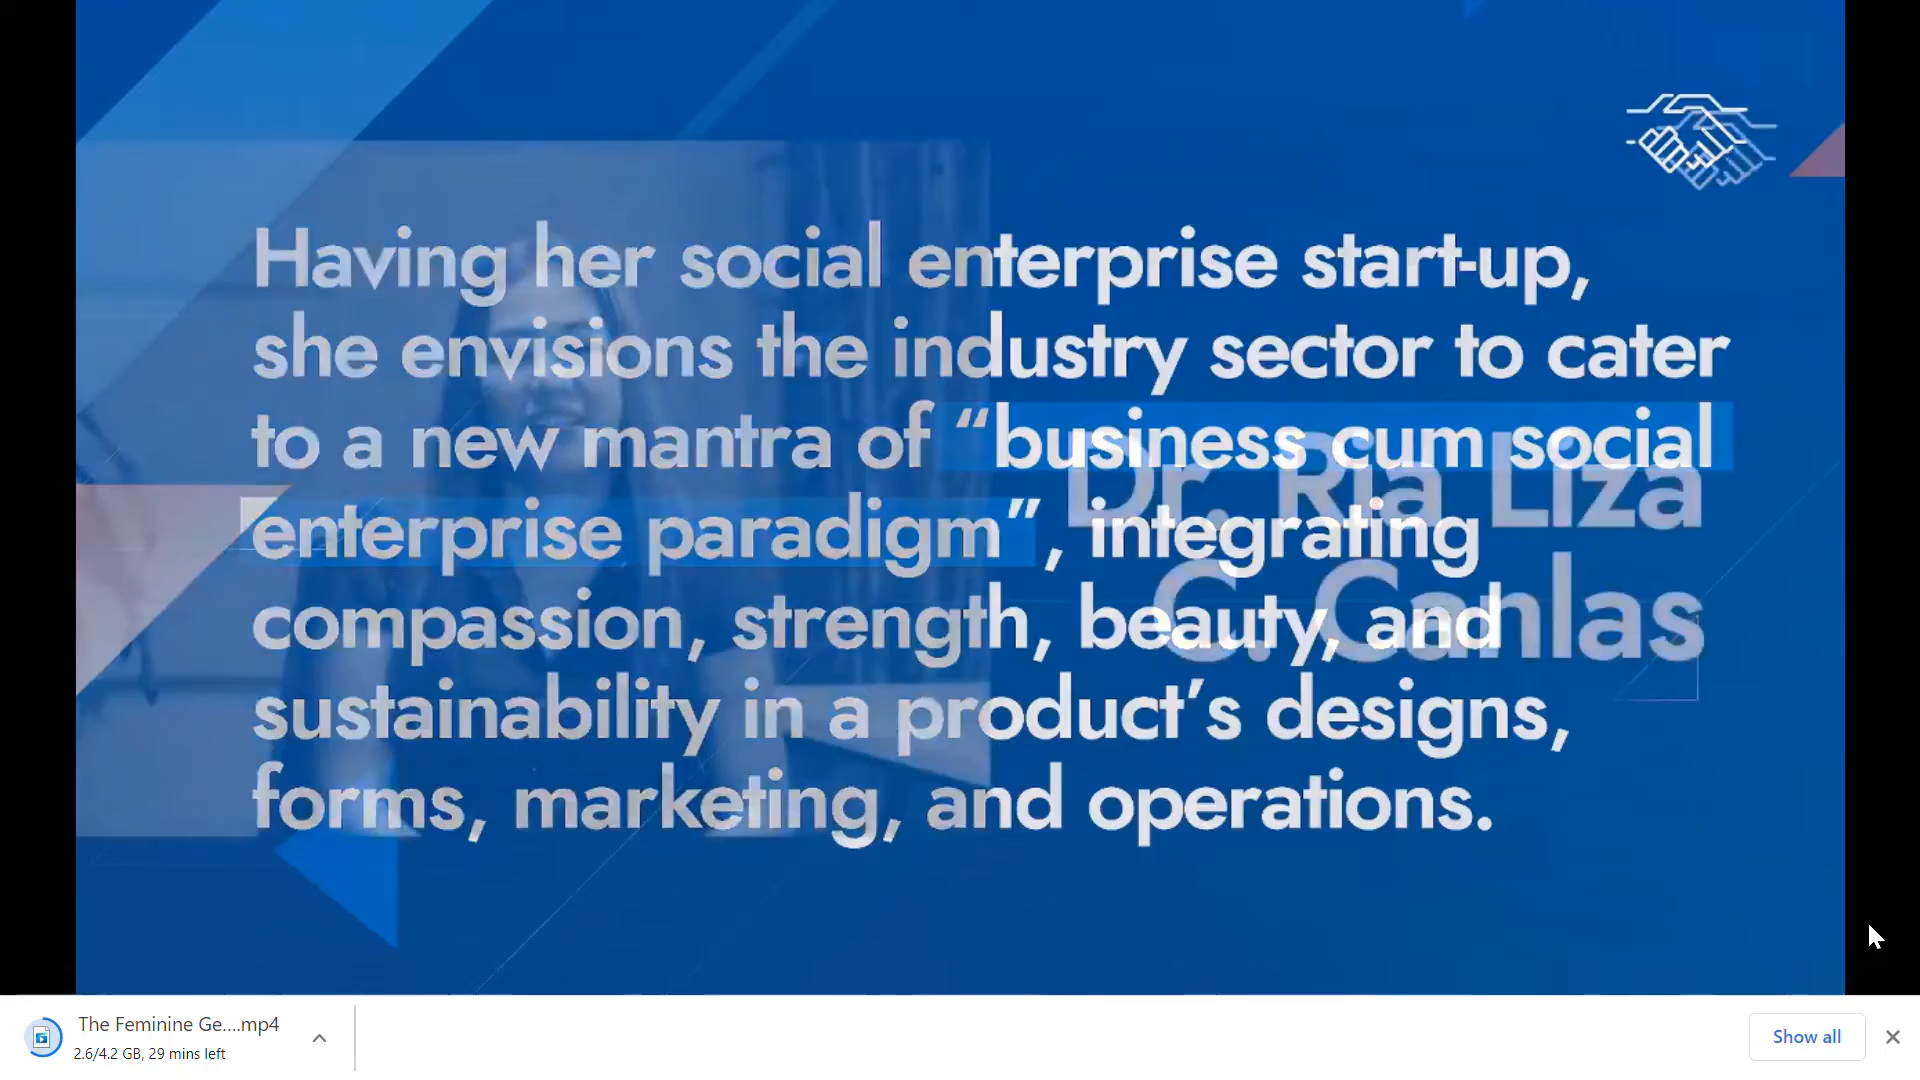 Having her social enterprise start-up,
she envisions the industry sector to cater
to a new mantra of “business cum social
enterprise paradigm”, integrating
compassion, strength, beauty, and
sustainability in a product’s designs,
forms, marketing, and operations.
Dr. Ria Liza
C. Canlas
The Feminine Ge....mp4
2.6/4.2 GB, 29 mins left
Show all